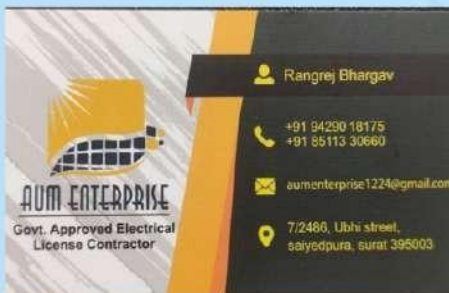 AUM ENTERPRISE
Govt. Approved Electrical
License Contractor
Rangrej Bhargav
+91 94290 18175
+91 85113 30660
aumenterprise1224@gmail.com
7/2486, Ubhi street,
saiyedpura, surat 395003